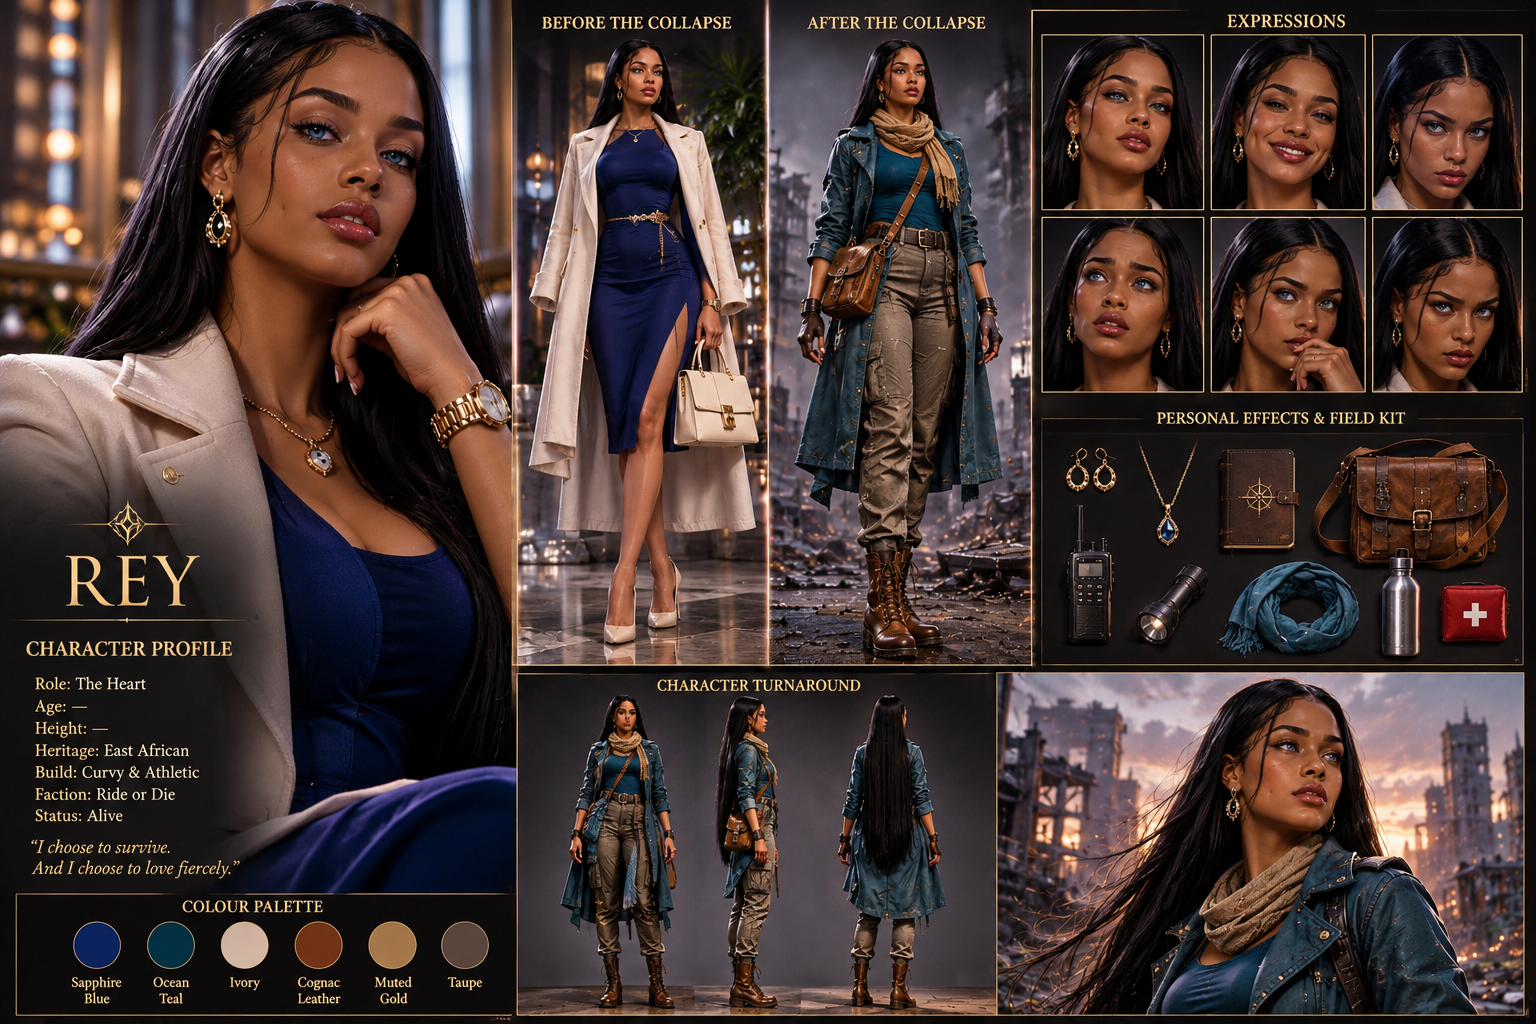 REY
CHARACTER PROFILE
Role: The Heart
Age: —
Height: —
Heritage: East African
Build: Curvy & Athletic
Faction: Ride or Die
Status: Alive
“I choose to survive.
And I choose to love fiercely.”
COLOUR PALETTE
Sapphire
Blue
Ocean
Teal
Ivory
Cognac
Leather
Muted
Gold
Taupe
BEFORE THE COLLAPSE
AFTER THE COLLAPSE
EXPRESSIONS
PERSONAL EFFECTS & FIELD KIT
CHARACTER TURNAROUND